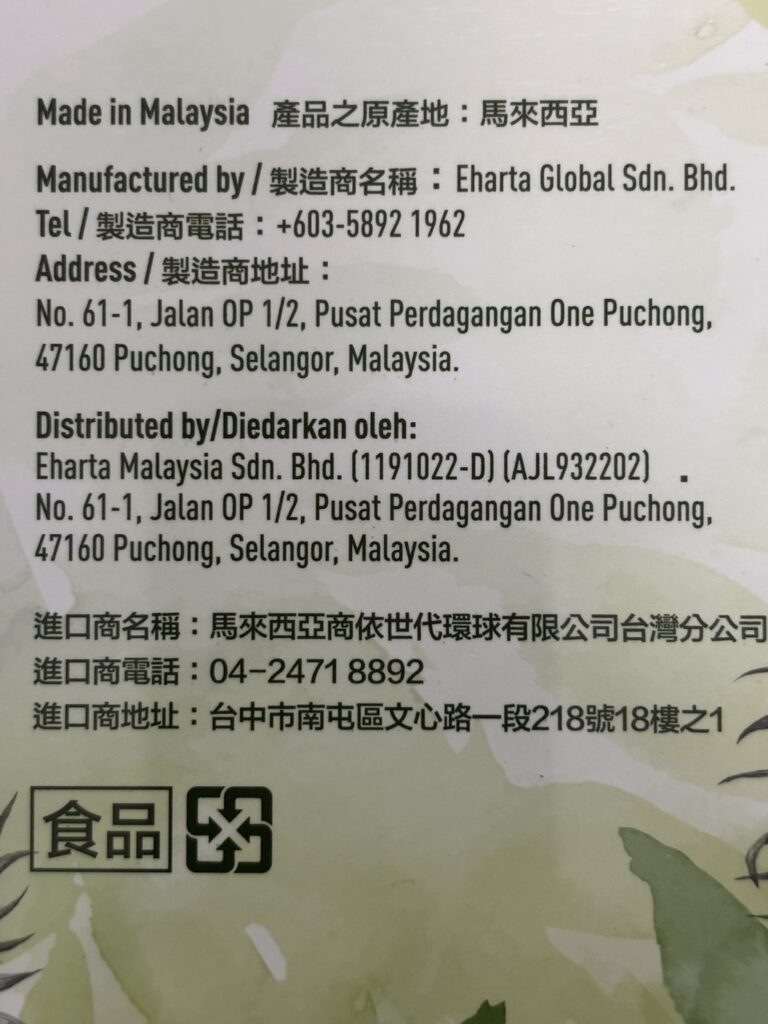 Made in Malaysia 產品之原產地：馬來西亞
Manufactured by / 製造商名稱：Eharta Global Sdn. Bhd.
Tel / 製造商電話：+603-5892 1962
Address / 製造商地址：
No. 61-1, Jalan OP 1/2, Pusat Perdagangan One Puchong,
47160 Puchong, Selangor, Malaysia.
Distributed by/Diedarkan oleh:
Eharta Malaysia Sdn. Bhd. (1191022-D) (AJL932202) .
No. 61-1, Jalan OP 1/2, Pusat Perdagangan One Puchong,
47160 Puchong, Selangor, Malaysia.
進口商名稱：馬來西亞商依世代環球有限公司台灣分公司
進口商電話：04-2471 8892
進口商地址：台中市南屯區文心路一段218號18樓之1
食品